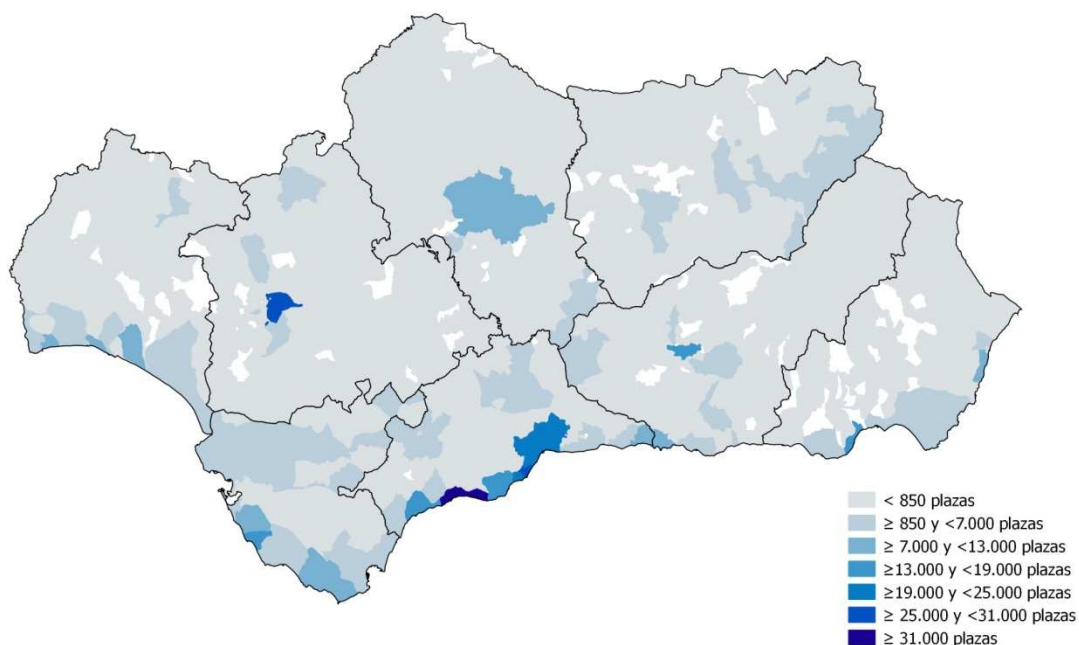 < 850 plazas
≥ 850 y <7.000 plazas
≥ 7.000 y <13.000 plazas
≥13.000 y <19.000 plazas
≥19.000 y <25.000 plazas
≥ 25.000 y <31.000 plazas
≥ 31.000 plazas